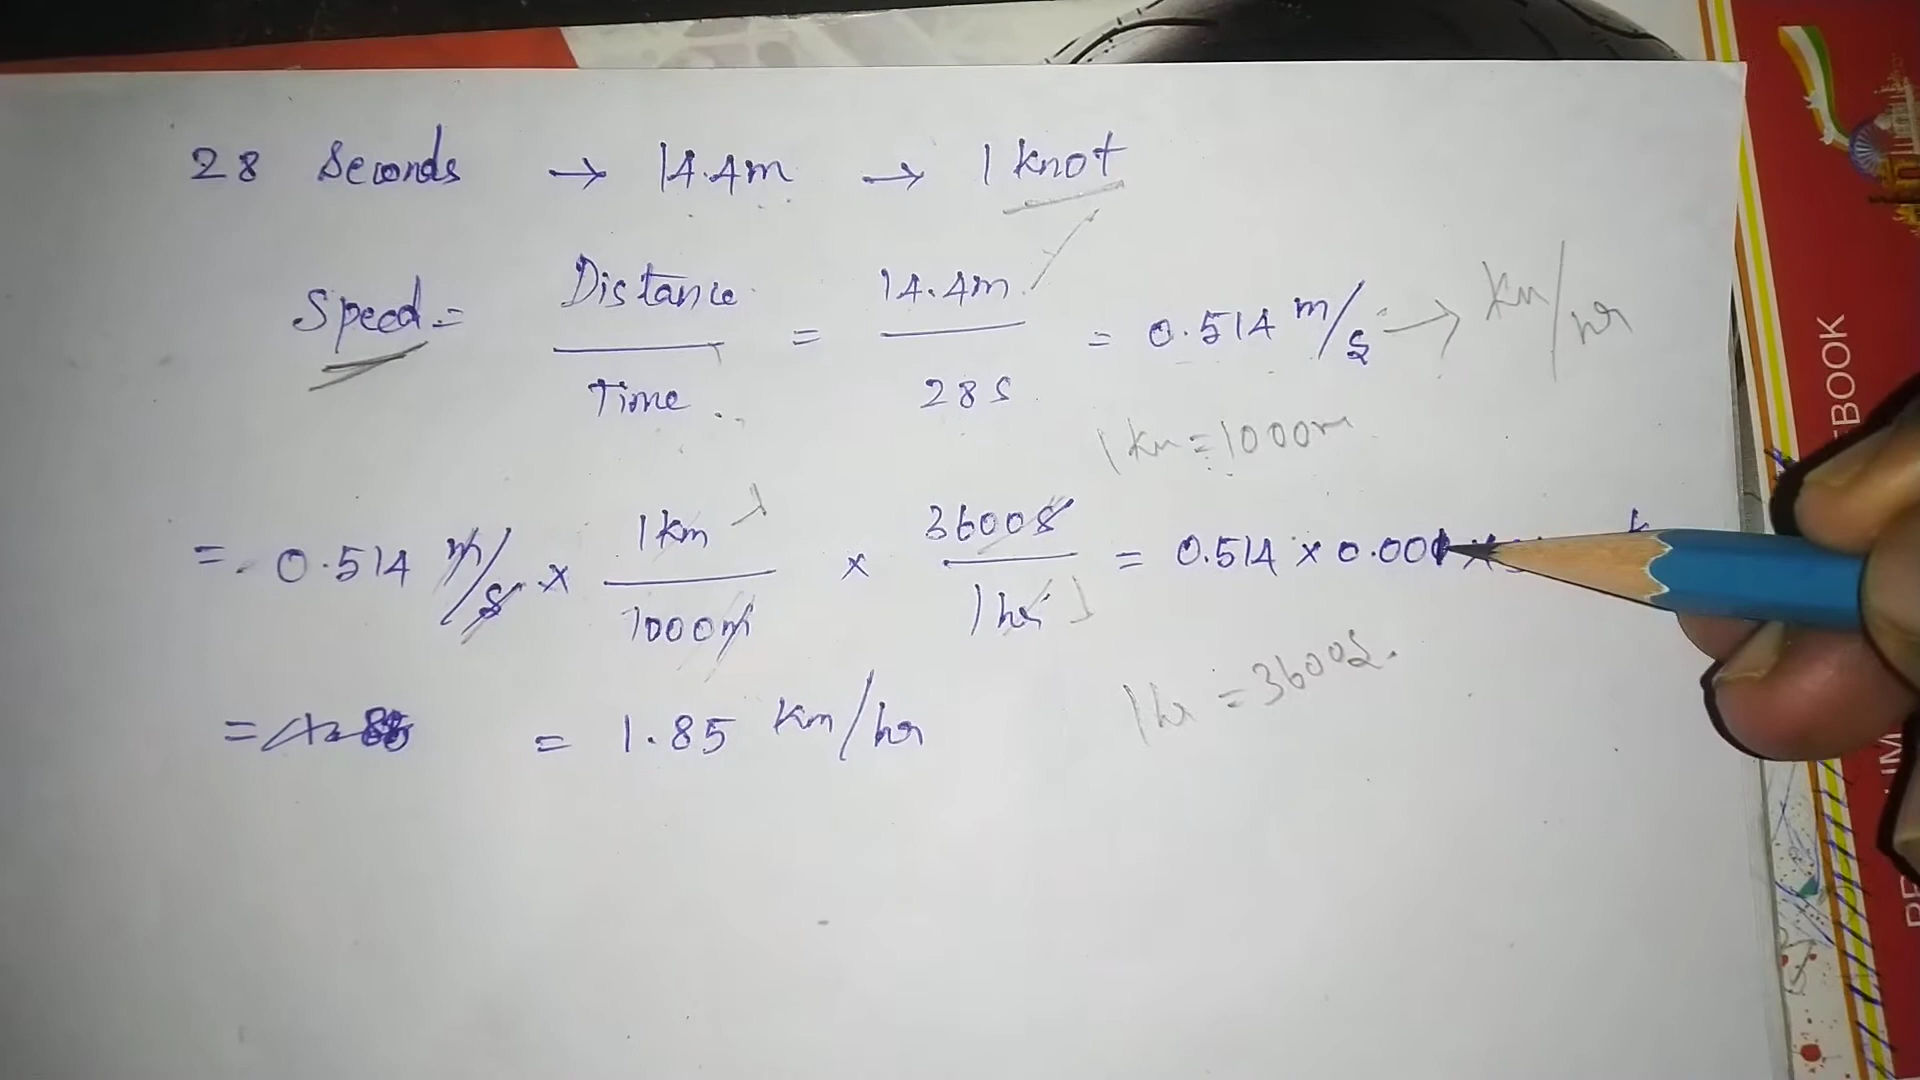 28 Seconds → 14.4m → 1 knot
Speed = Distance / Time = 14.4m / 28s = 0.514 m/s → km/hr
1 km = 1000m
= 0.514 m/s × 1km / 1000m × 3600s / 1hr = 0.514 × 0.001 ×
1hr = 3600s.
= 1.85 km/hr
BOOK